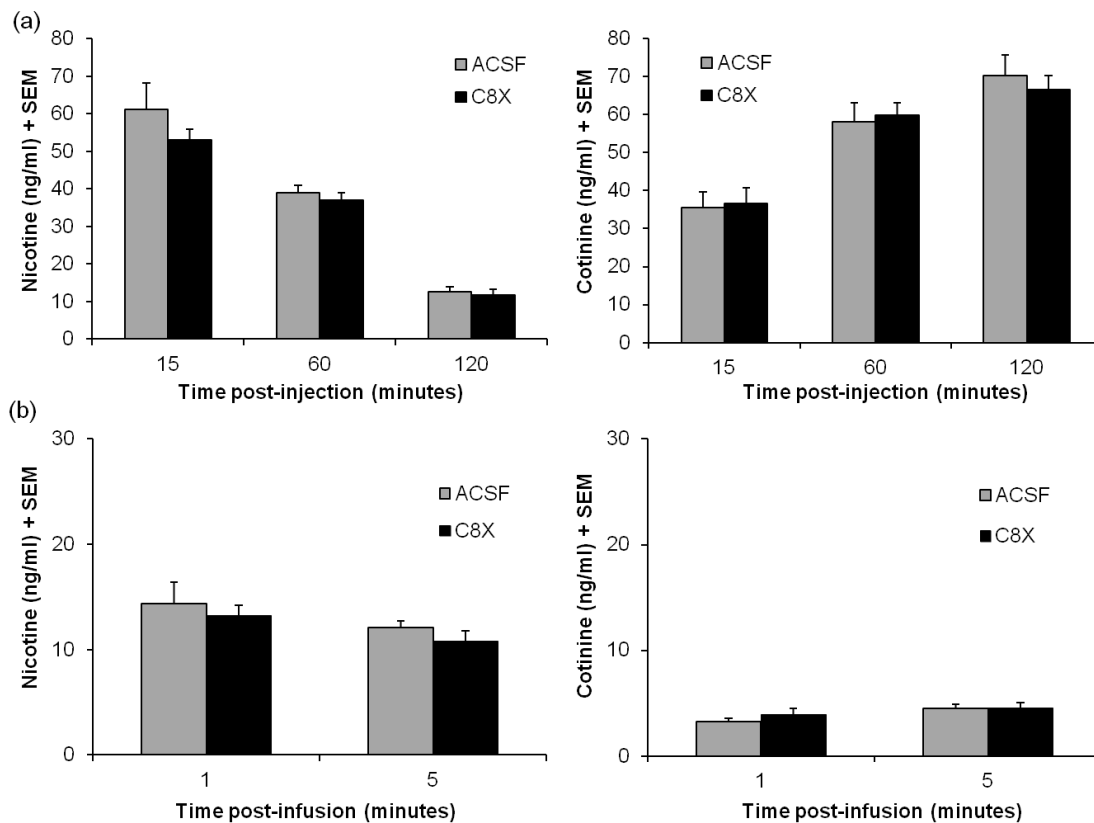 (a)
Nicotine (ng/ml) + SEM
80
70
60
50
40
30
20
10
0
ACSF
C8X
15 60 120
Time post-injection (minutes)
Cotinine (ng/ml) + SEM
80
70
60
50
40
30
20
10
0
ACSF
C8X
15 60 120
Time post-injection (minutes)
(b)
Nicotine (ng/ml) + SEM
30
20
10
0
ACSF
C8X
1 5
Time post-infusion (minutes)
Cotinine (ng/ml) + SEM
30
20
10
0
ACSF
C8X
1 5
Time post-infusion (minutes)